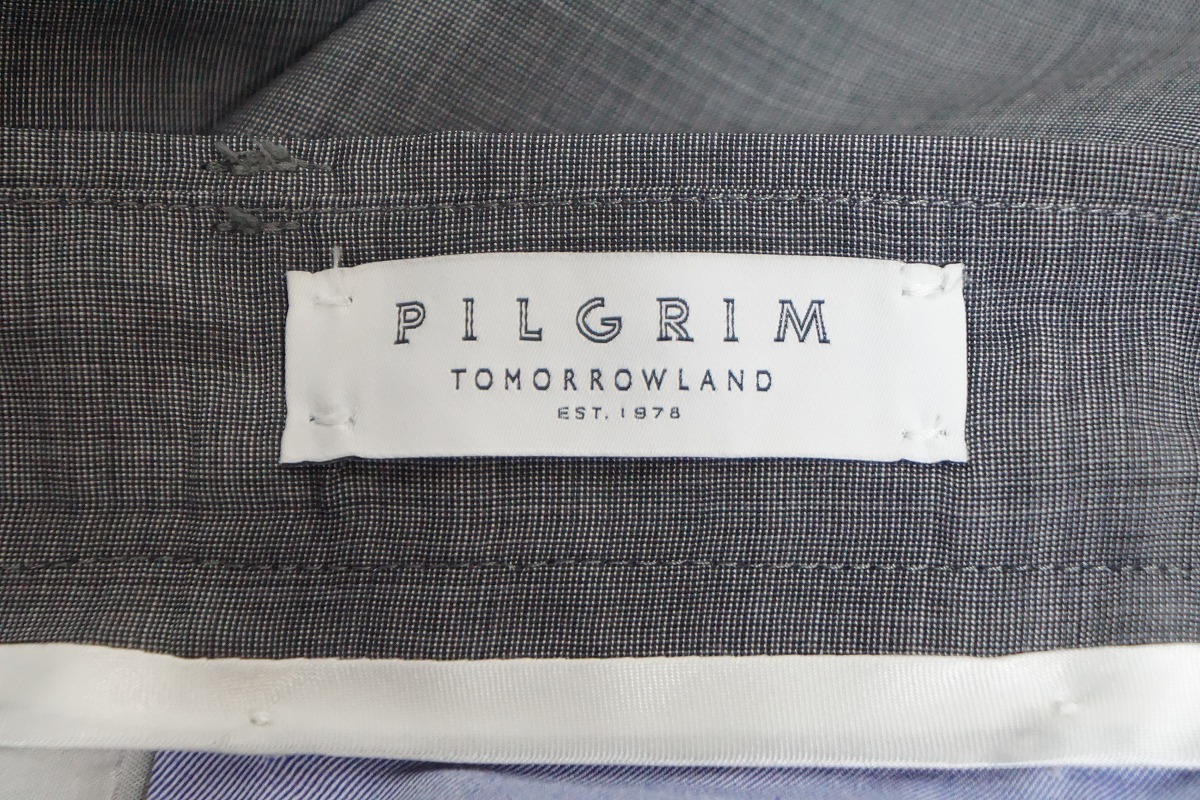 PILGRIM
TOMORROWLAND
EST. 1978